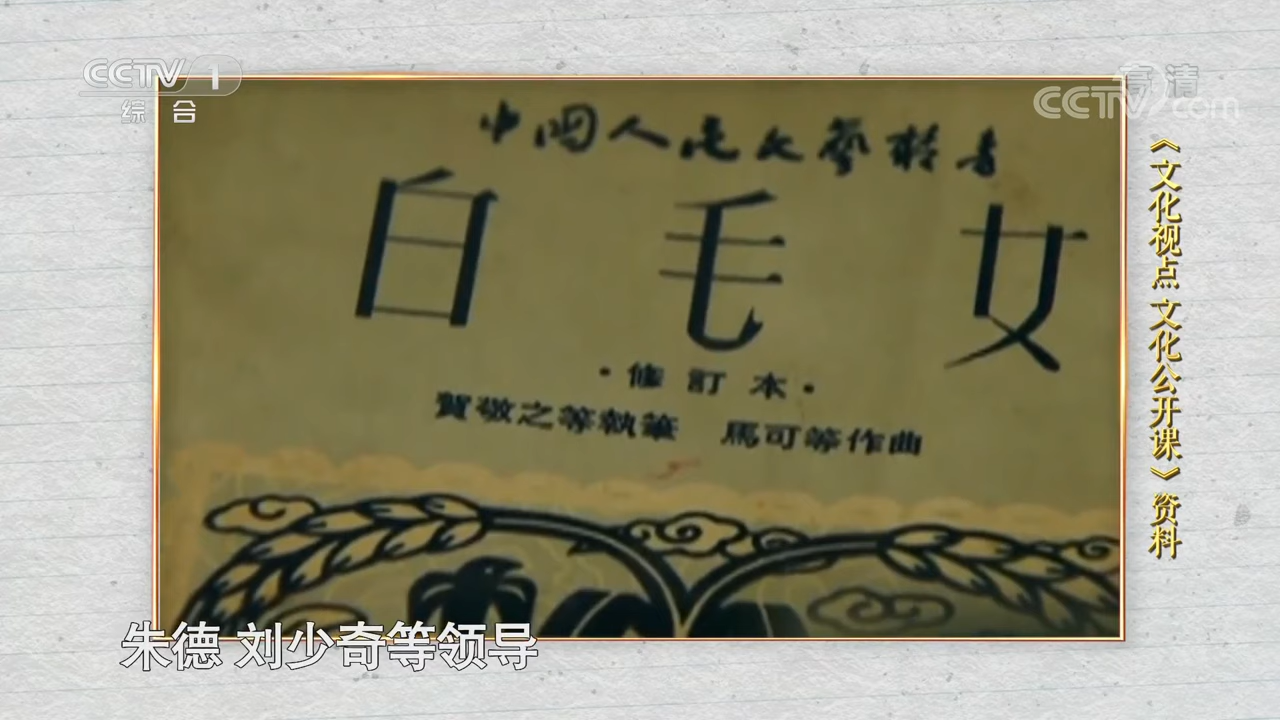 CCTV 1
综合
高清
CCTV.com
中国人民文艺丛书
白毛女
·修訂本·
賀敬之等執筆 馬可等作曲
《文化视点 文化公开课》资料
朱德 刘少奇等领导